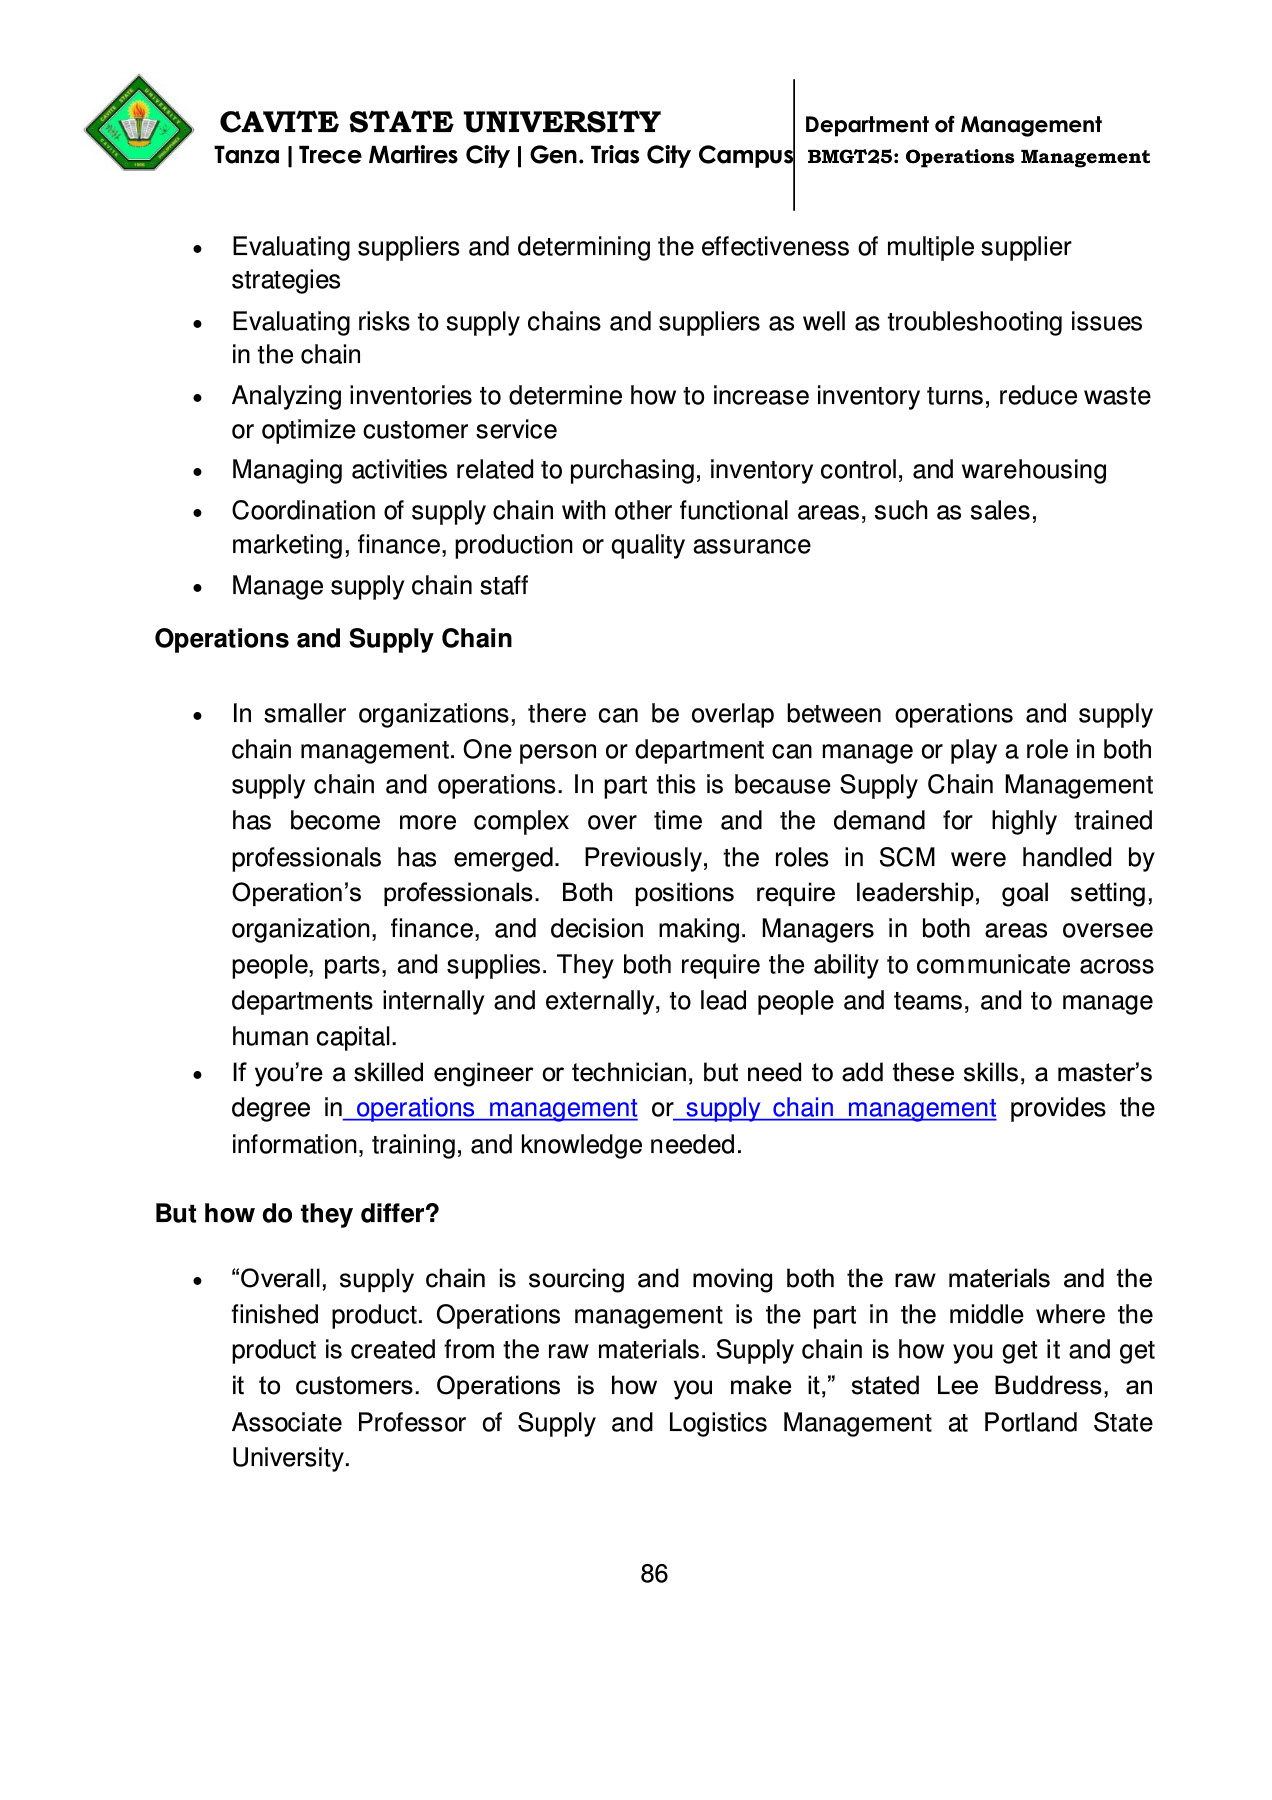 CAVITE STATE UNIVERSITY
Tanza | Trece Martires City | Gen. Trias City Campus
Department of Management
BMGT25: Operations Management
• Evaluating suppliers and determining the effectiveness of multiple supplier
strategies
• Evaluating risks to supply chains and suppliers as well as troubleshooting issues
in the chain
• Analyzing inventories to determine how to increase inventory turns, reduce waste
or optimize customer service
• Managing activities related to purchasing, inventory control, and warehousing
• Coordination of supply chain with other functional areas, such as sales,
marketing, finance, production or quality assurance
• Manage supply chain staff
Operations and Supply Chain
• In smaller organizations, there can be overlap between operations and supply
chain management. One person or department can manage or play a role in both
supply chain and operations. In part this is because Supply Chain Management
has become more complex over time and the demand for highly trained
professionals has emerged. Previously, the roles in SCM were handled by
Operation’s professionals. Both positions require leadership, goal setting,
organization, finance, and decision making. Managers in both areas oversee
people, parts, and supplies. They both require the ability to communicate across
departments internally and externally, to lead people and teams, and to manage
human capital.
• If you’re a skilled engineer or technician, but need to add these skills, a master’s
degree in operations management or supply chain management provides the
information, training, and knowledge needed.
But how do they differ?
• “Overall, supply chain is sourcing and moving both the raw materials and the
finished product. Operations management is the part in the middle where the
product is created from the raw materials. Supply chain is how you get it and get
it to customers. Operations is how you make it,” stated Lee Buddress, an
Associate Professor of Supply and Logistics Management at Portland State
University.
86